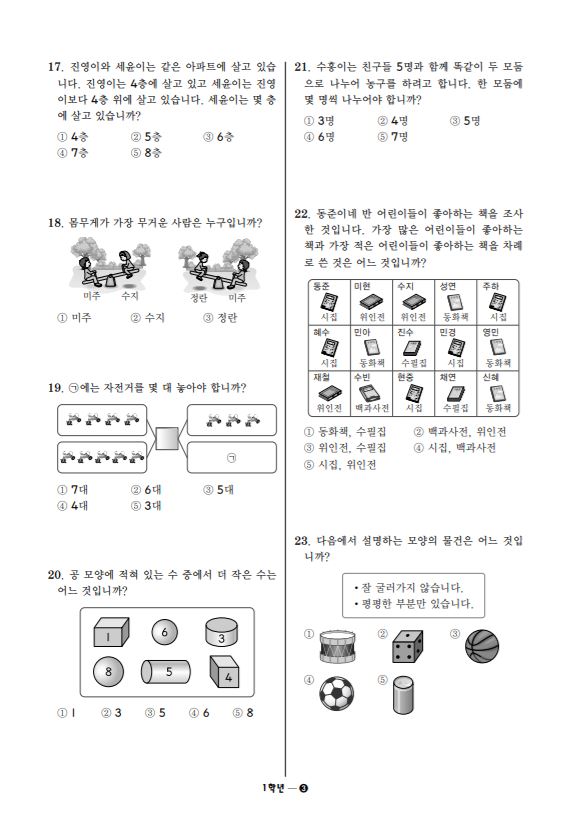 17. 진영이와 세윤이는 같은 아파트에 살고 있습
니다. 진영이는 4층에 살고 있고 세윤이는 진영
이보다 4층 위에 살고 있습니다. 세윤이는 몇 층
에 살고 있습니까?
① 4층 ② 5층 ③ 6층
④ 7층 ⑤ 8층
18. 몸무게가 가장 무거운 사람은 누구입니까?
미주 수지 정란 미주
① 미주 ② 수지 ③ 정란
19. ㉠에는 자전거를 몇 대 놓아야 합니까?
㉠
① 7대 ② 6대 ③ 5대
④ 4대 ⑤ 3대
20. 공 모양에 적혀 있는 수 중에서 더 작은 수는
어느 것입니까?
1 6 3
8 5 4
① 1 ② 3 ③ 5 ④ 6 ⑤ 8
21. 수홍이는 친구들 5명과 함께 똑같이 두 모둠
으로 나누어 농구를 하려고 합니다. 한 모둠에
몇 명씩 나누어야 합니까?
① 3명 ② 4명 ③ 5명
④ 6명 ⑤ 7명
22. 동준이네 반 어린이들이 좋아하는 책을 조사
한 것입니다. 가장 많은 어린이들이 좋아하는
책과 가장 적은 어린이들이 좋아하는 책을 차례
로 쓴 것은 어느 것입니까?
동준 미현 수지 성연 주하
시집 위인전 위인전 동화책 시집
혜수 민아 진수 민경 영민
시집 동화책 수필집 시집 동화책
재철 수빈 현중 채연 신혜
위인전 백과사전 시집 수필집 동화책
① 동화책, 수필집 ② 백과사전, 위인전
③ 위인전, 수필집 ④ 시집, 백과사전
⑤ 시집, 위인전
23. 다음에서 설명하는 모양의 물건은 어느 것입
니까?
• 잘 굴러가지 않습니다.
• 평평한 부분만 있습니다.
① ② ③
④ ⑤
1학년 — ❸